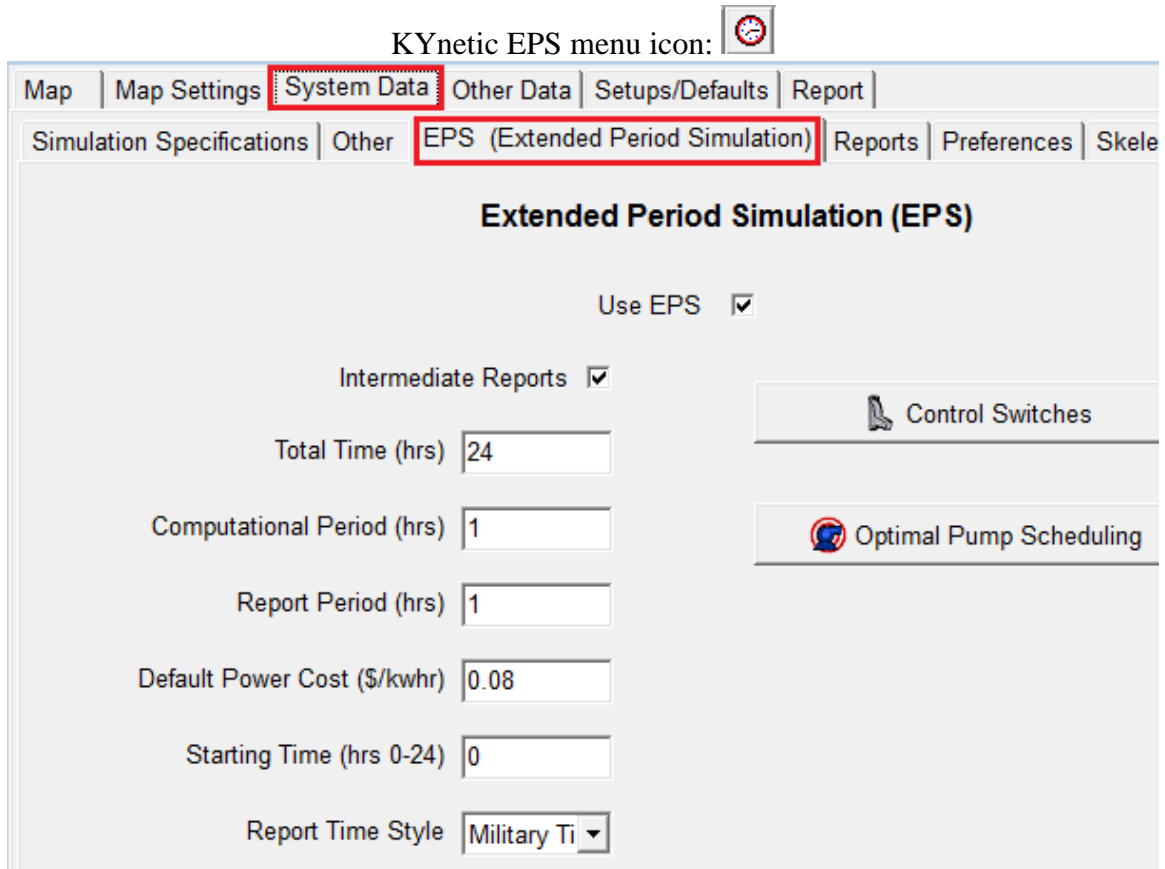 KYnetic EPS menu icon:
Map Map Settings System Data Other Data Setups/Defaults Report
Simulation Specifications Other EPS (Extended Period Simulation) Reports Preferences Skele
Extended Period Simulation (EPS)
Use EPS
Intermediate Reports
Control Switches
Total Time (hrs) 24
Computational Period (hrs) 1
Optimal Pump Scheduling
Report Period (hrs) 1
Default Power Cost ($/kwhr) 0.08
Starting Time (hrs 0-24) 0
Report Time Style Military Ti